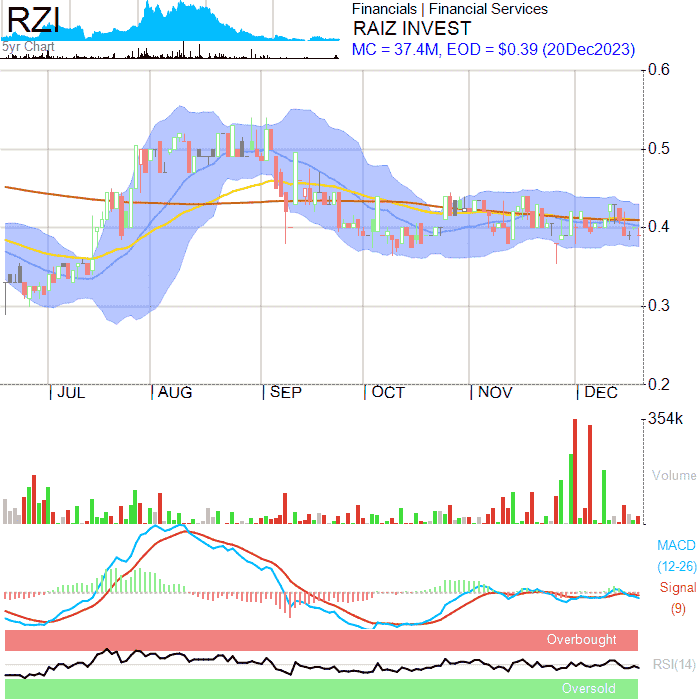 RZI
5yr Chart
Financials | Financial Services
RAIZ INVEST
MC = 37.4M, EOD = $0.39 (20Dec2023)
0.6
0.5
0.4
0.3
0.2
JUL AUG SEP OCT NOV DEC
354k
Volume
MACD
(12-26)
Signal
(9)
Overbought
RSI(14)
Oversold